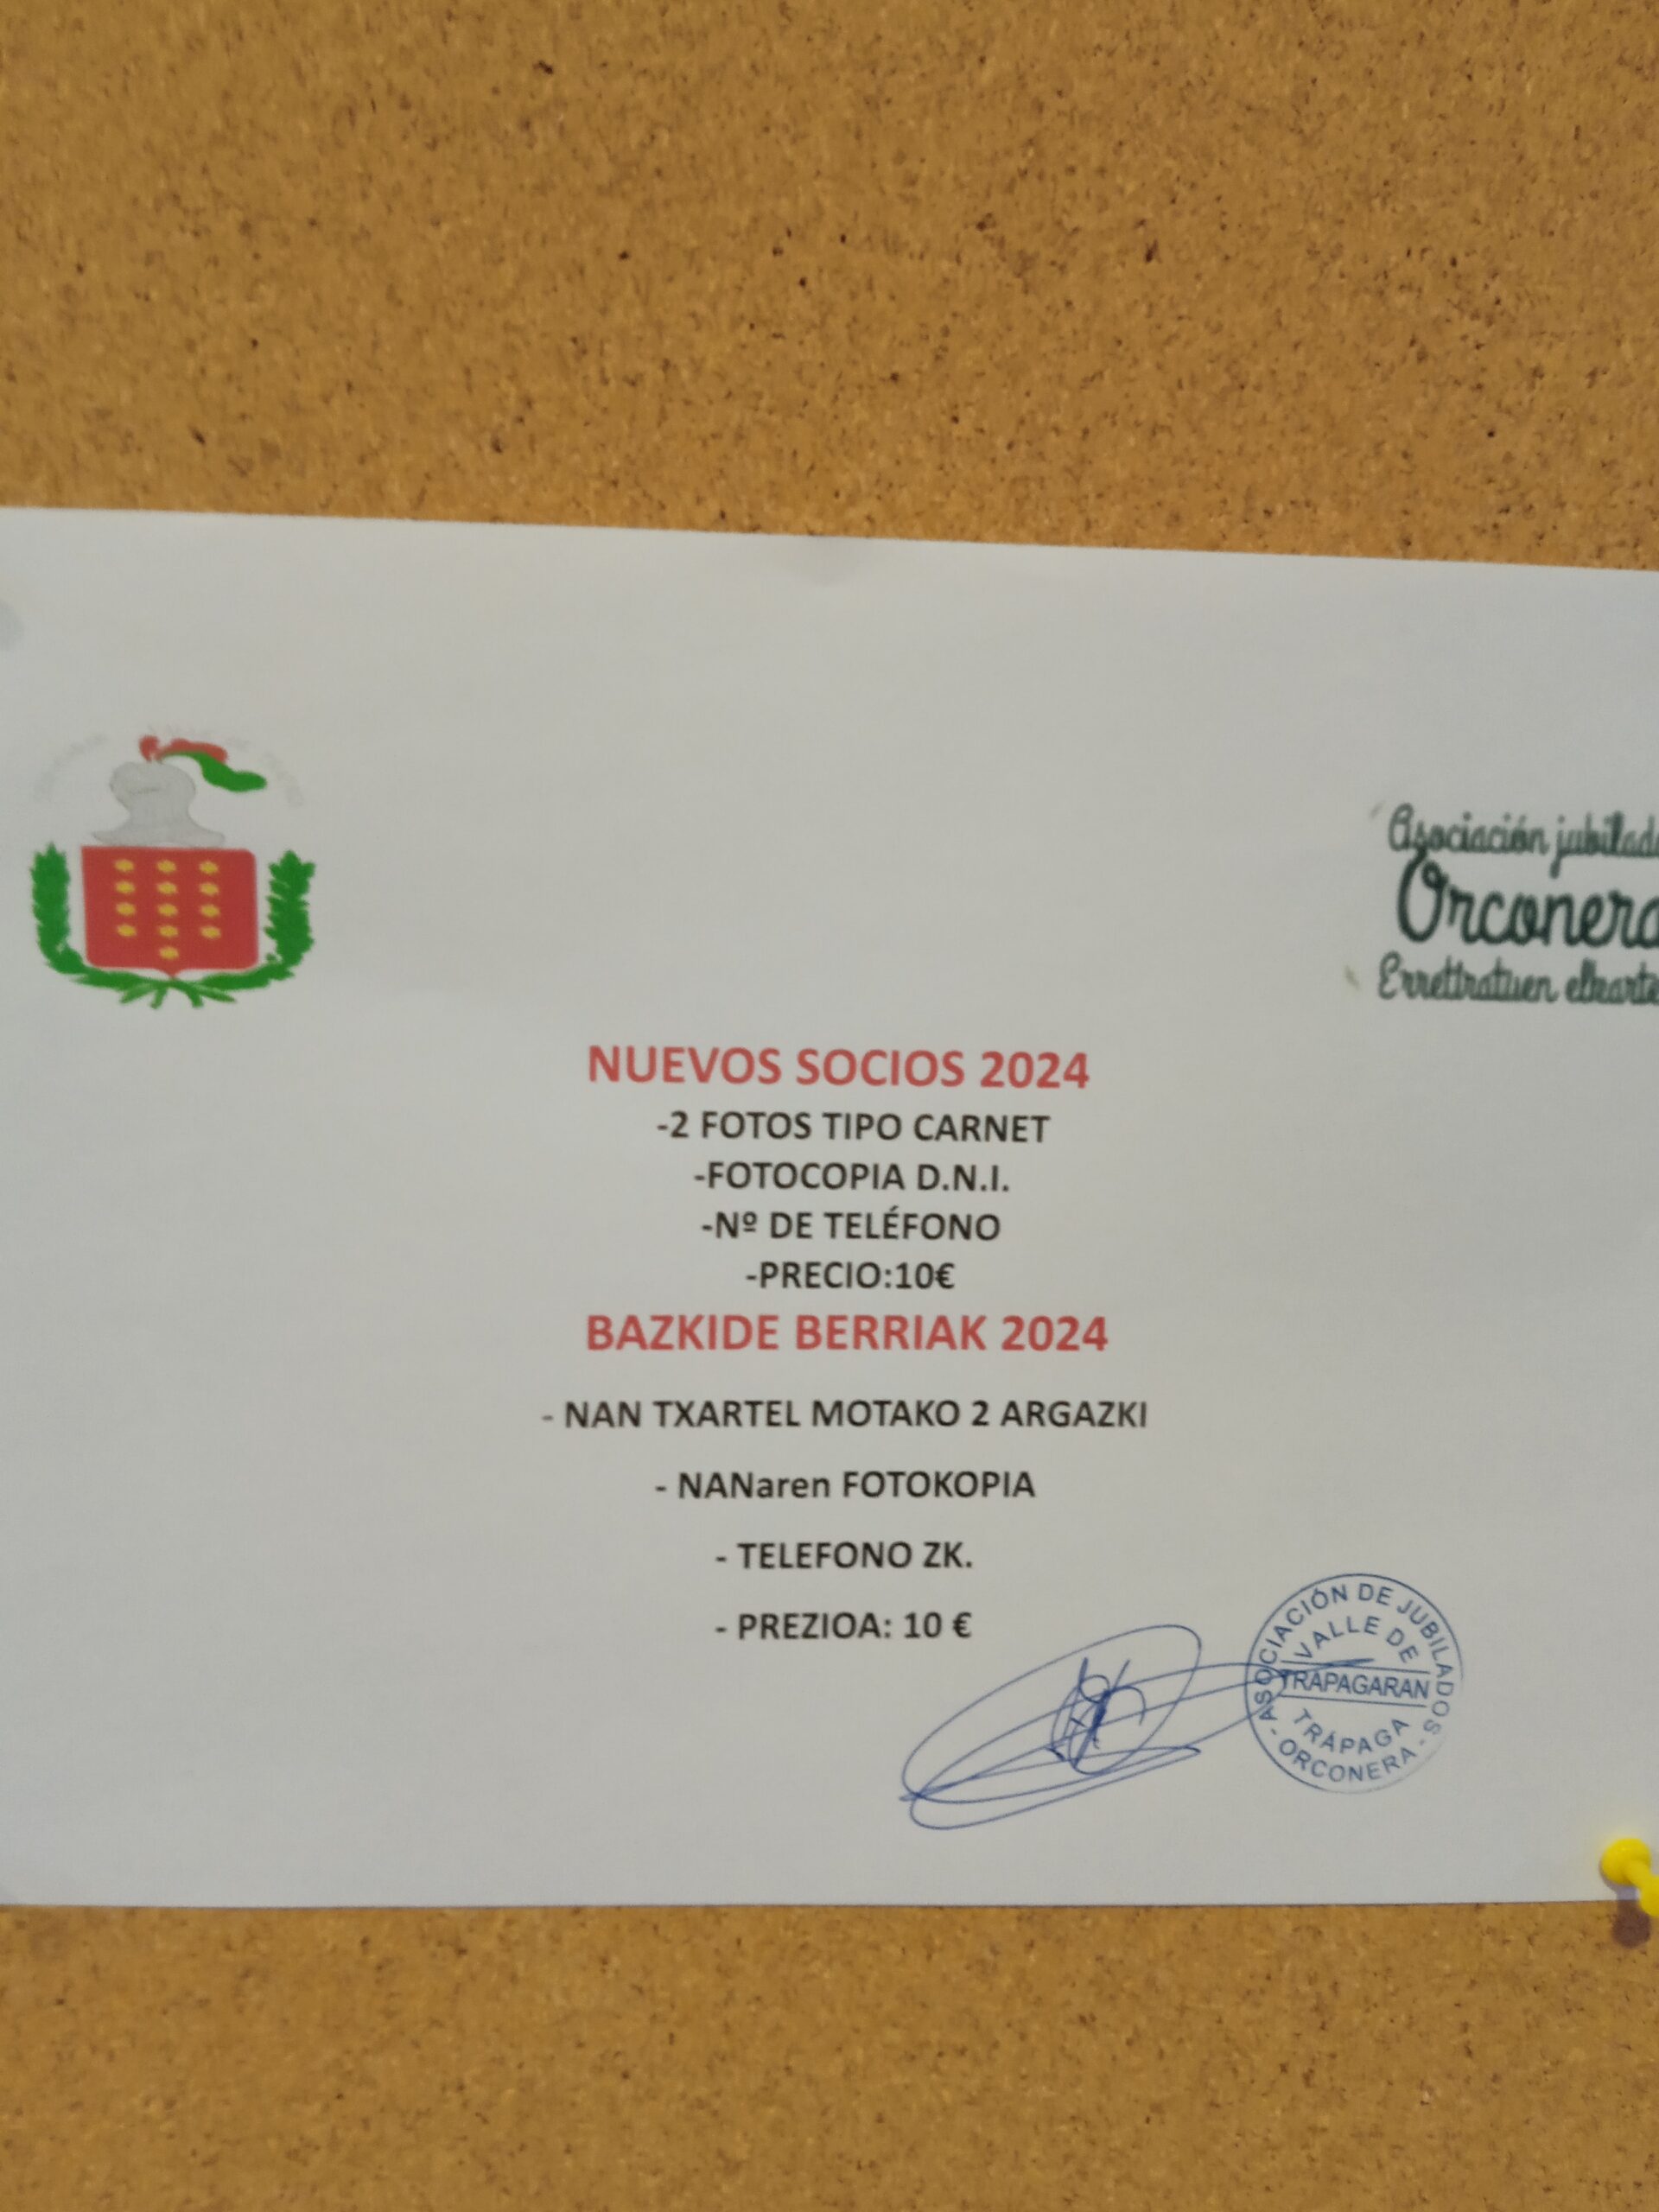 Asociación jubilad
Orconera
Erretiratuen elkarte
NUEVOS SOCIOS 2024
-2 FOTOS TIPO CARNET
-FOTOCOPIA D.N.I.
-Nº DE TELÉFONO
-PRECIO:10€
BAZKIDE BERRIAK 2024
- NAN TXARTEL MOTAKO 2 ARGAZKI
- NANaren FOTOKOPIA
- TELEFONO ZK.
- PREZIOA: 10 €
ASOCIACIÓN DE JUBILADOS
VALLE DE
TRAPAGARAN
TRÁPAGA
- ORCONERA -